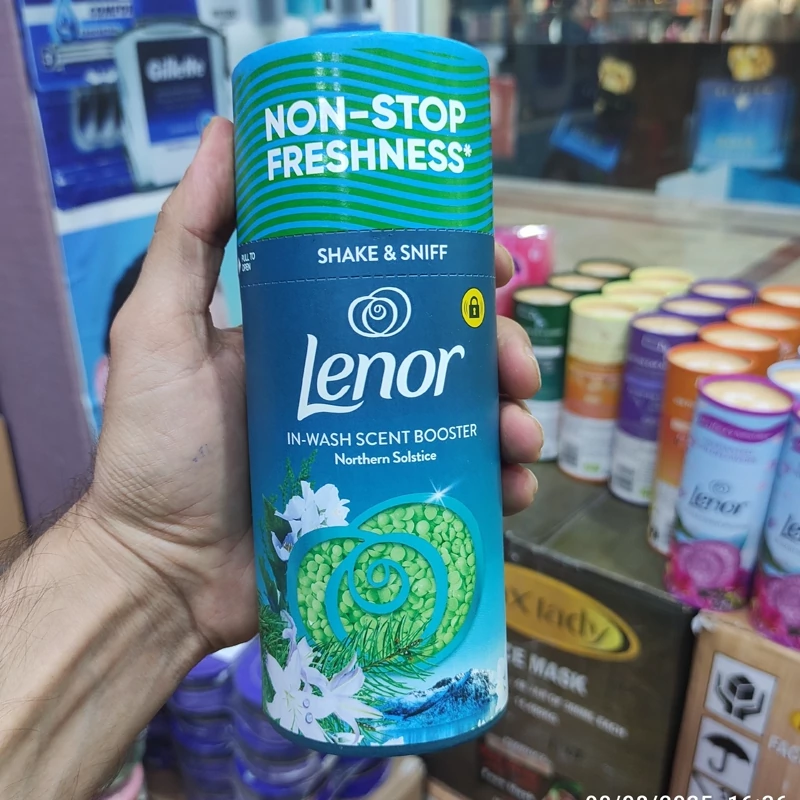 Gillette
NON-STOP
FRESHNESS*
PULL TO
OPEN
SHAKE & SNIFF
Lenor
IN-WASH SCENT BOOSTER
Northern Solstice
Lenor
lady
CE MASK